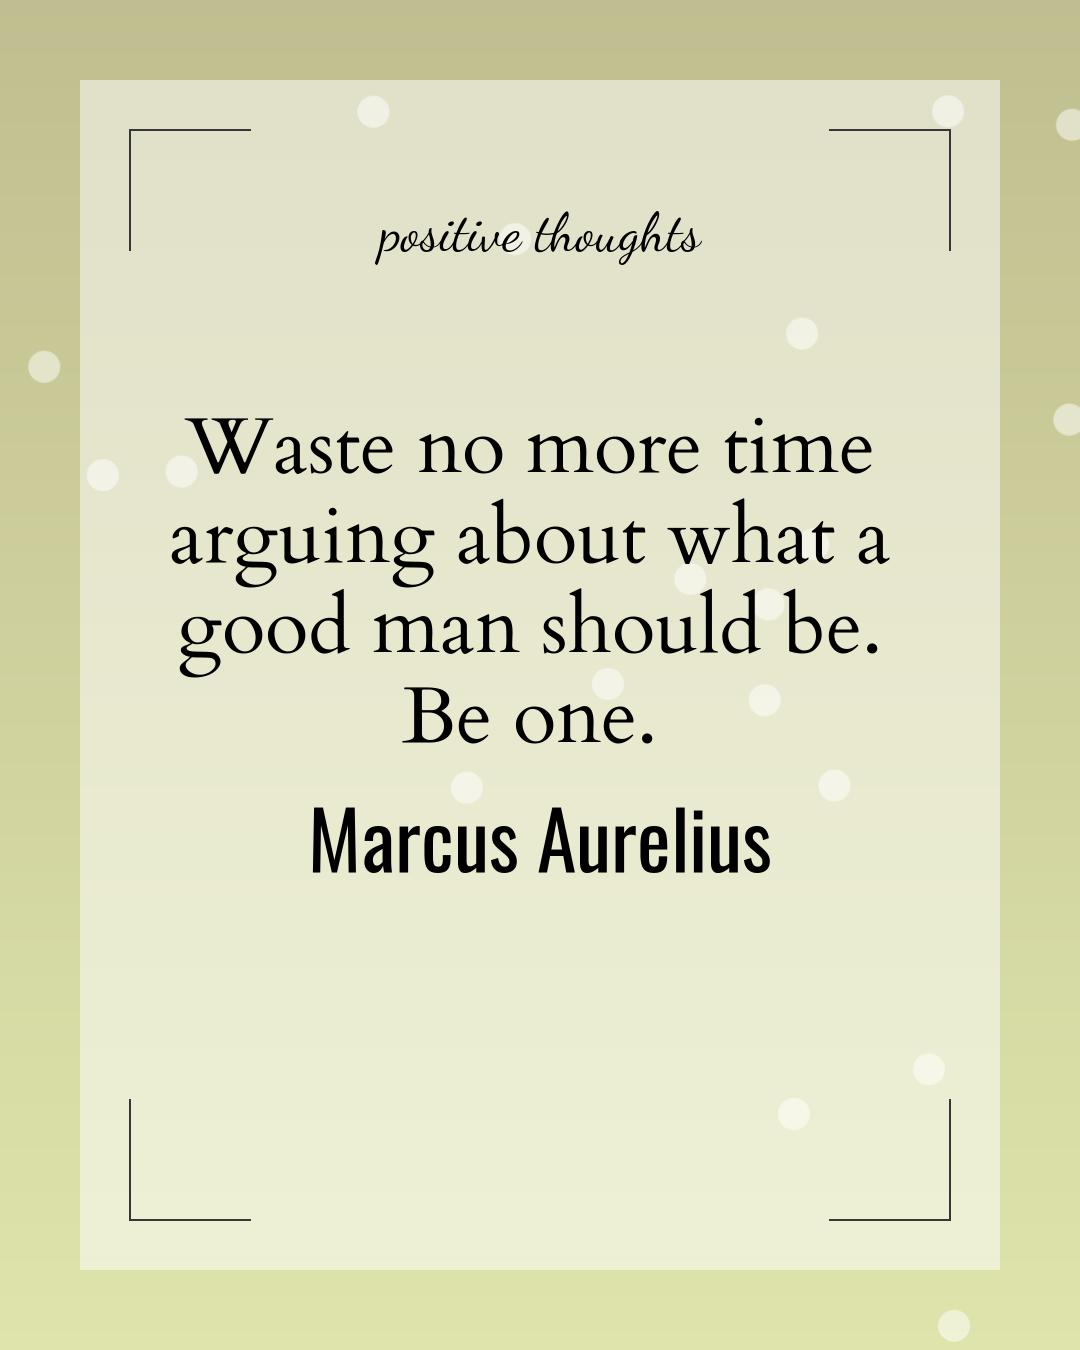 positive thoughts
Waste no more time
arguing about what a
good man should be.
Be one.
Marcus Aurelius